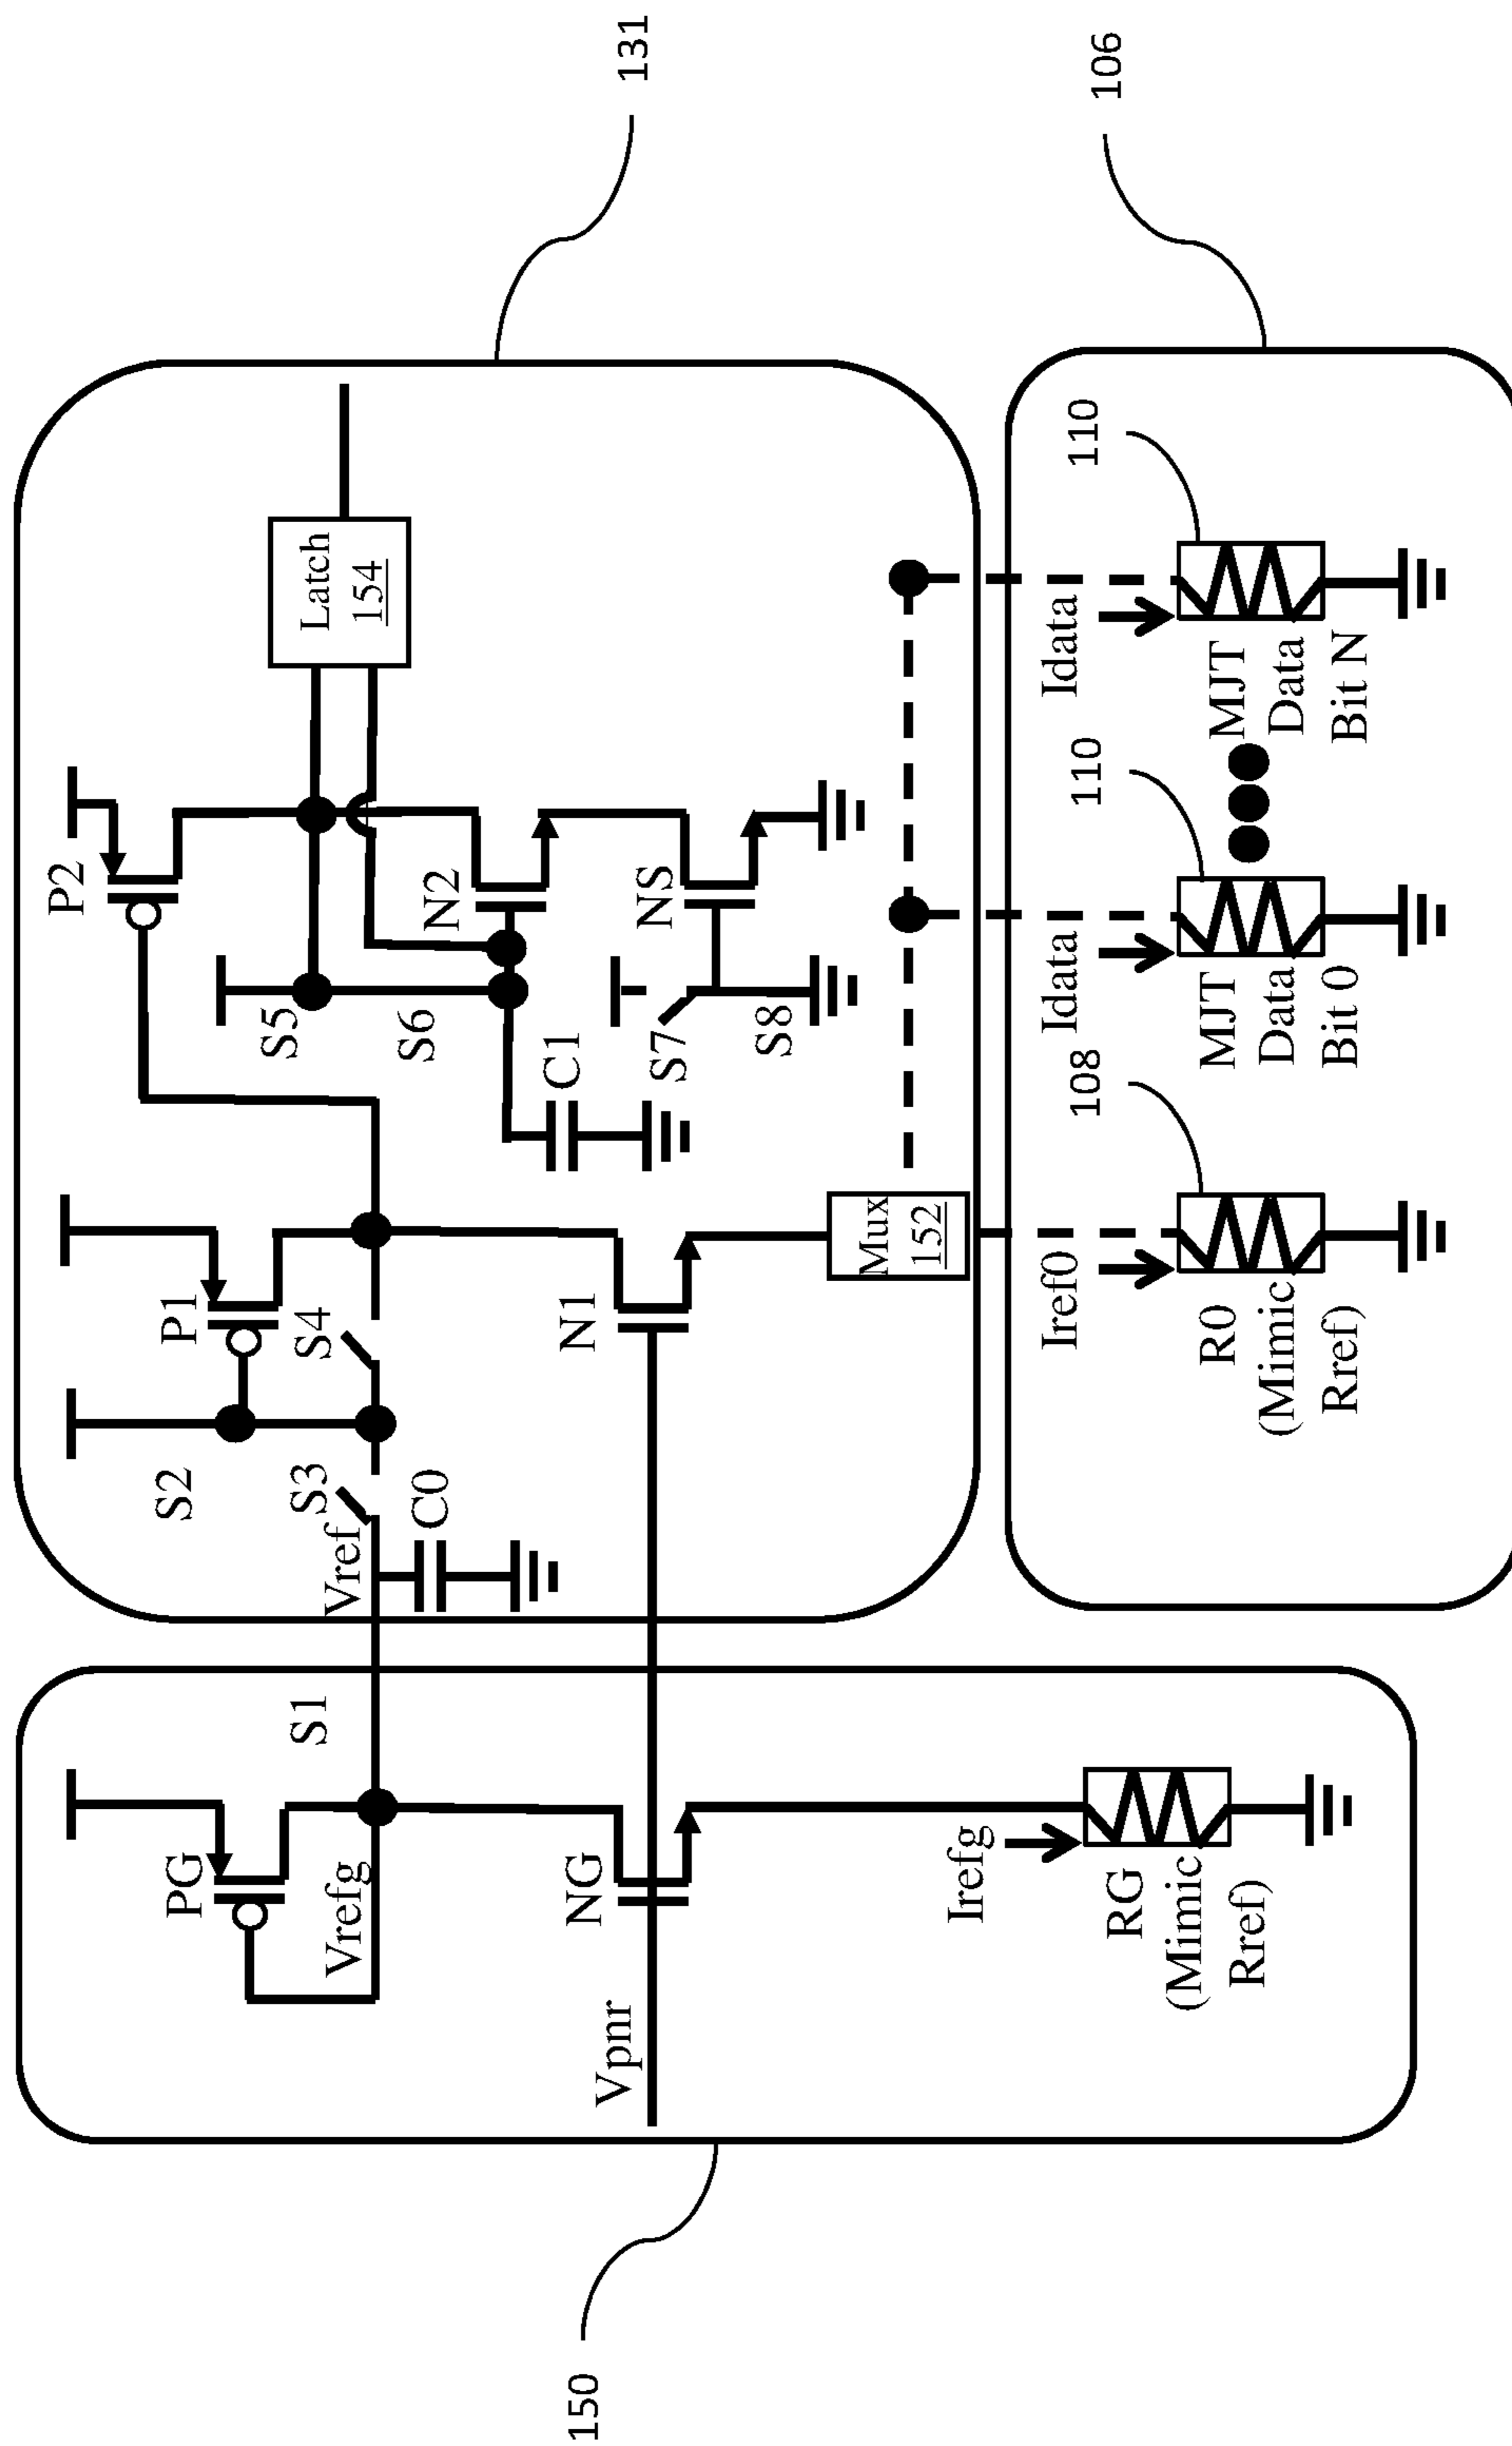 150
131
106
PG
Vrefg
S1
NG
Vpnr
Irefg
RG
(Mimic
Rref)
S2
P1
S3
S4
Vref
C0
N1
Mux
152
P2
S5
S6
N2
C1
S7
NS
S8
Latch
154
Iref0
108
R0
(Mimic
Rref)
Idata
110
MJT
Data
Bit 0
Idata
110
MJT
Data
Bit N